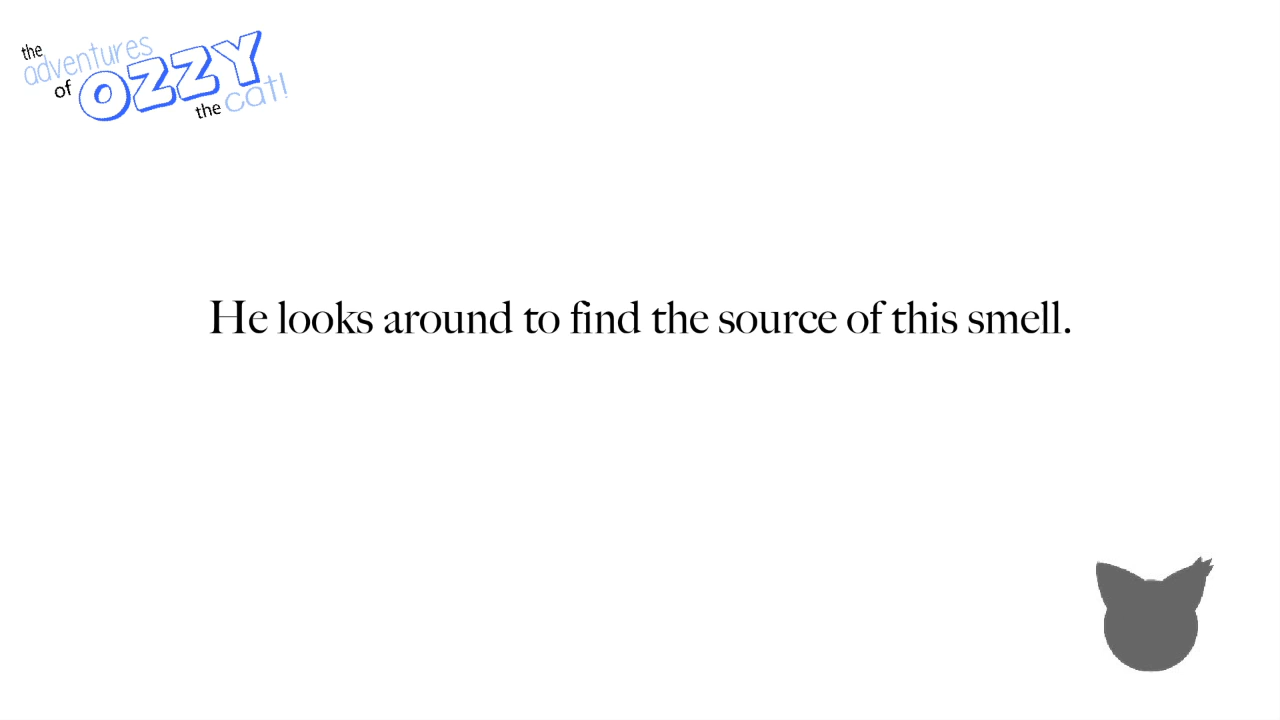 the
adventures
of OZZY
the cat!
He looks around to find the source of this smell.